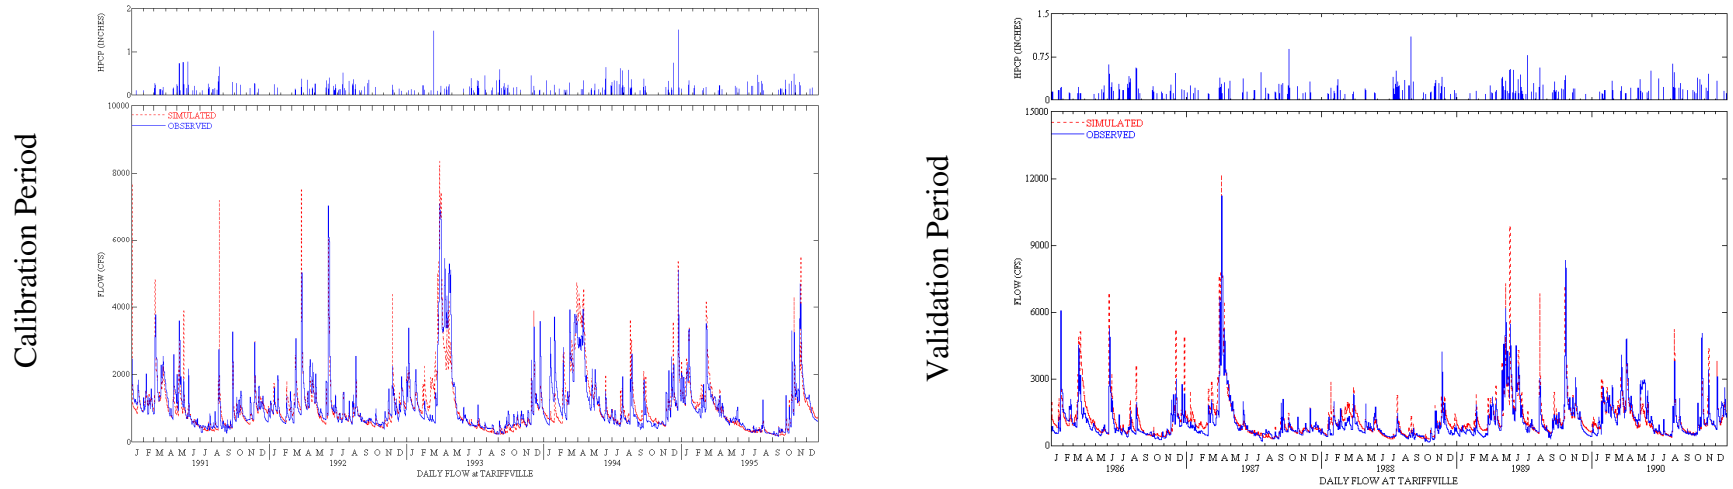 Calibration Period
HPCP (INCHES)
2
1
0
10000
8000
6000
4000
2000
0
FLOW (CFS)
SIMULATED
OBSERVED
J F M A M J J A S O N D J F M A M J J A S O N D J F M A M J J A S O N D J F M A M J J A S O N D J F M A M J J A S O N D
1991 1992 1993 1994 1995
DAILY FLOW at TARIFFVILLE
Validation Period
HPCP (INCHES)
1.5
0.75
0
15000
12000
9000
6000
3000
0
FLOW (CFS)
SIMULATED
OBSERVED
J F M A M J J A S O N D J F M A M J J A S O N D J F M A M J J A S O N D J F M A M J J A S O N D J F M A M J J A S O N D
1986 1987 1988 1989 1990
DAILY FLOW AT TARIFFVILLE